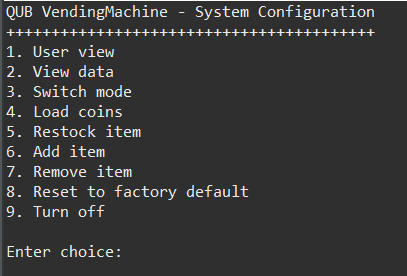 QUB VendingMachine - System Configuration
+++++++++++++++++++++++++++++++++++++++++
1. User view
2. View data
3. Switch mode
4. Load coins
5. Restock item
6. Add item
7. Remove item
8. Reset to factory default
9. Turn off
Enter choice: